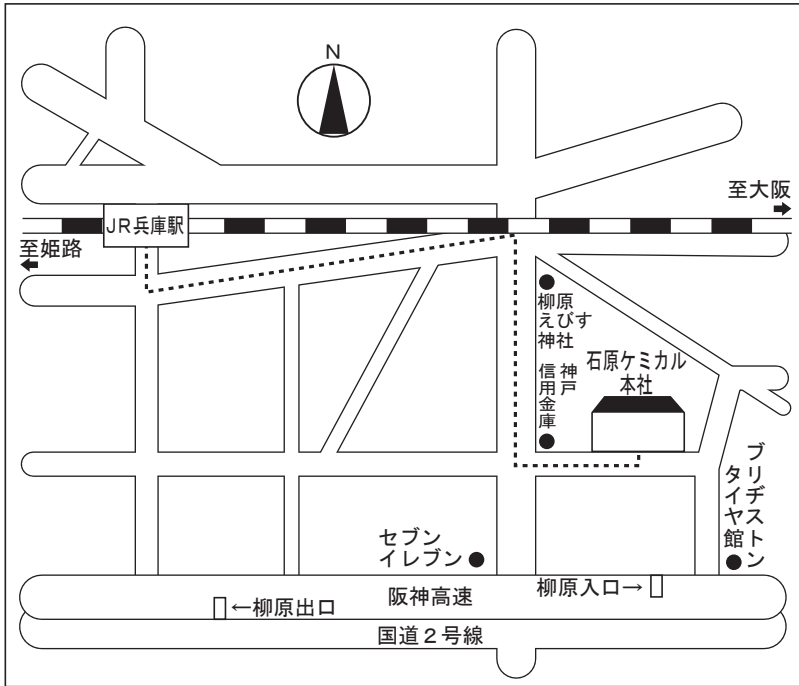 N
至大阪
JR兵庫駅
至姫路
柳原
えびす
神社
神戸
信用金庫
石原ケミカル
本社
ブリヂストン
タイヤ館
セブン
イレブン
柳原入口→
阪神高速
←柳原出口
国道2号線